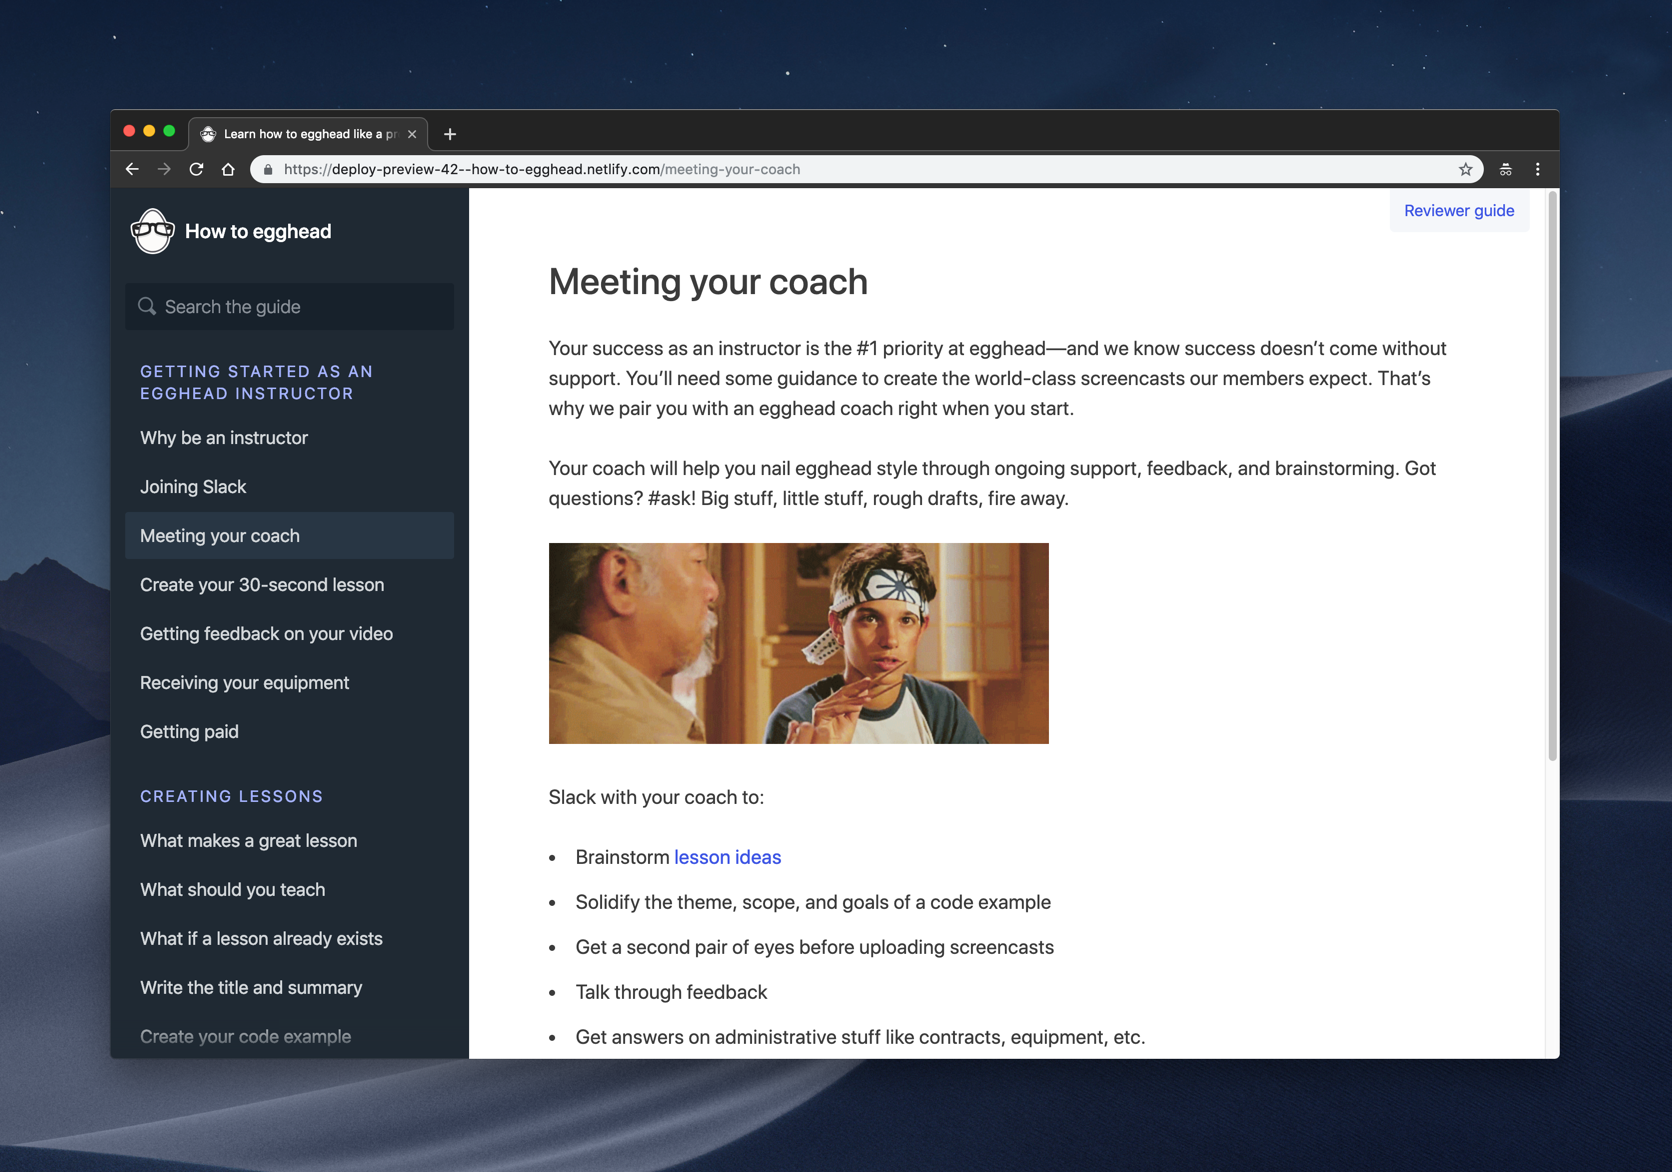 Learn how to egghead like a pr
https://deploy-preview-42--how-to-egghead.netlify.com/meeting-your-coach
How to egghead
Search the guide
GETTING STARTED AS AN
EGGHEAD INSTRUCTOR
Why be an instructor
Joining Slack
Meeting your coach
Create your 30-second lesson
Getting feedback on your video
Receiving your equipment
Getting paid
CREATING LESSONS
What makes a great lesson
What should you teach
What if a lesson already exists
Write the title and summary
Create your code example
Reviewer guide
Meeting your coach
Your success as an instructor is the #1 priority at egghead—and we know success doesn’t come without
support. You’ll need some guidance to create the world-class screencasts our members expect. That’s
why we pair you with an egghead coach right when you start.
Your coach will help you nail egghead style through ongoing support, feedback, and brainstorming. Got
questions? #ask! Big stuff, little stuff, rough drafts, fire away.
Slack with your coach to:
• Brainstorm lesson ideas
• Solidify the theme, scope, and goals of a code example
• Get a second pair of eyes before uploading screencasts
• Talk through feedback
• Get answers on administrative stuff like contracts, equipment, etc.